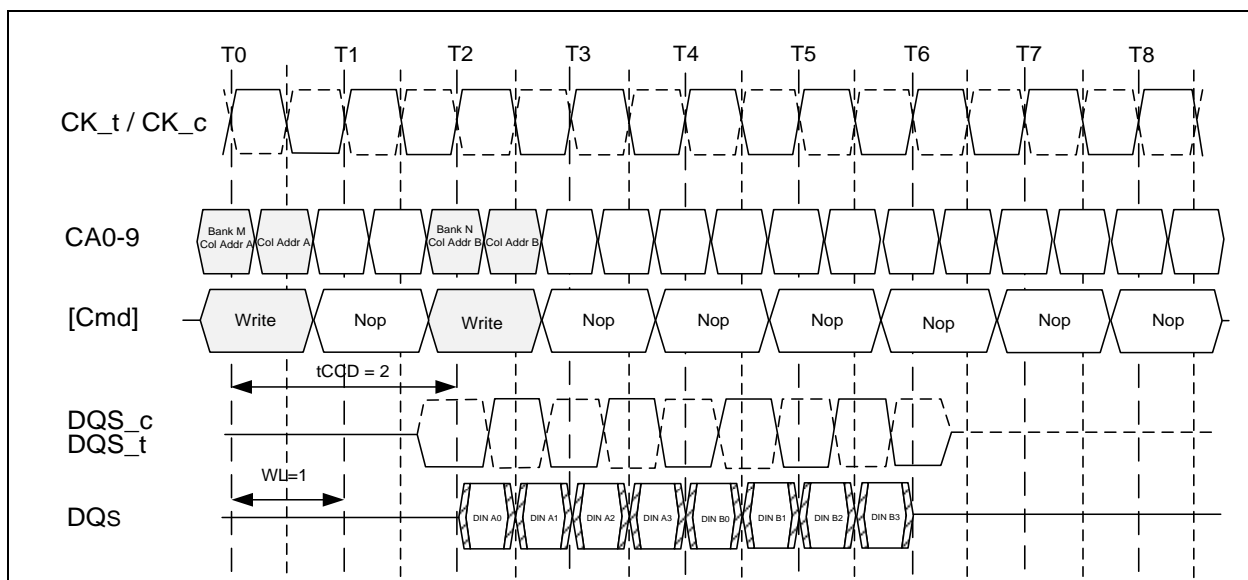 T0 T1 T2 T3 T4 T5 T6 T7 T8
CK_t / CK_c
CA0-9
Bank M
Col Addr A
Col Addr A
Bank N
Col Addr B
Col Addr B
[Cmd]
Write Nop Write Nop Nop Nop Nop Nop Nop
tCCD = 2
DQS_c
DQS_t
WL=1
DQs
DIN A0 DIN A1 DIN A2 DIN A3 DIN B0 DIN B1 DIN B2 DIN B3